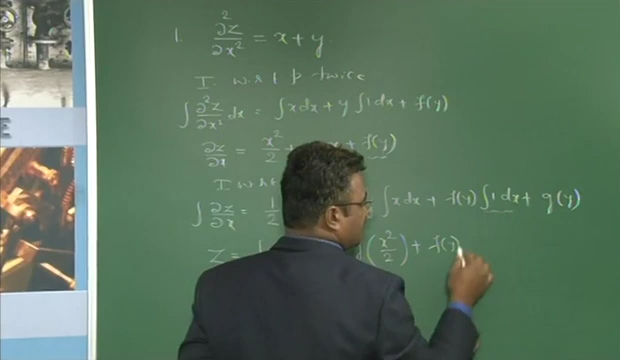 1. ∂²z/∂x² = x + y.
I. w.r.t p twice
∫ ∂²z/∂x² dx = ∫x dx + y ∫1 dx + f(y)
∂z/∂x = x²/2 + x + f(y)
I w.r.t
∫ ∂z/∂x = 1/2 ∫x dx + f(y) ∫1 dx + g(y)
z = (x²/2) + f(y)
E